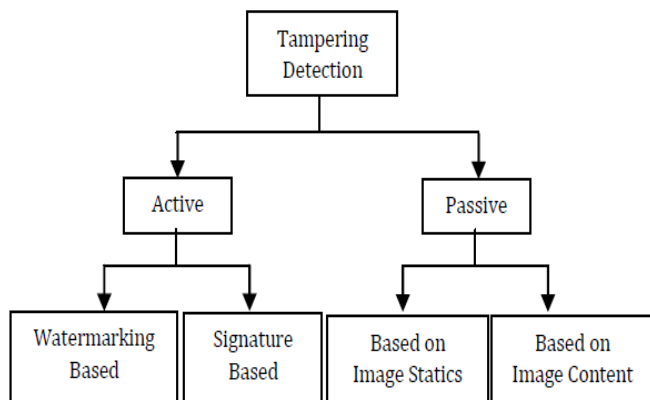 Tampering
Detection
Active
Passive
Watermarking
Based
Signature
Based
Based on
Image Statics
Based on
Image Content